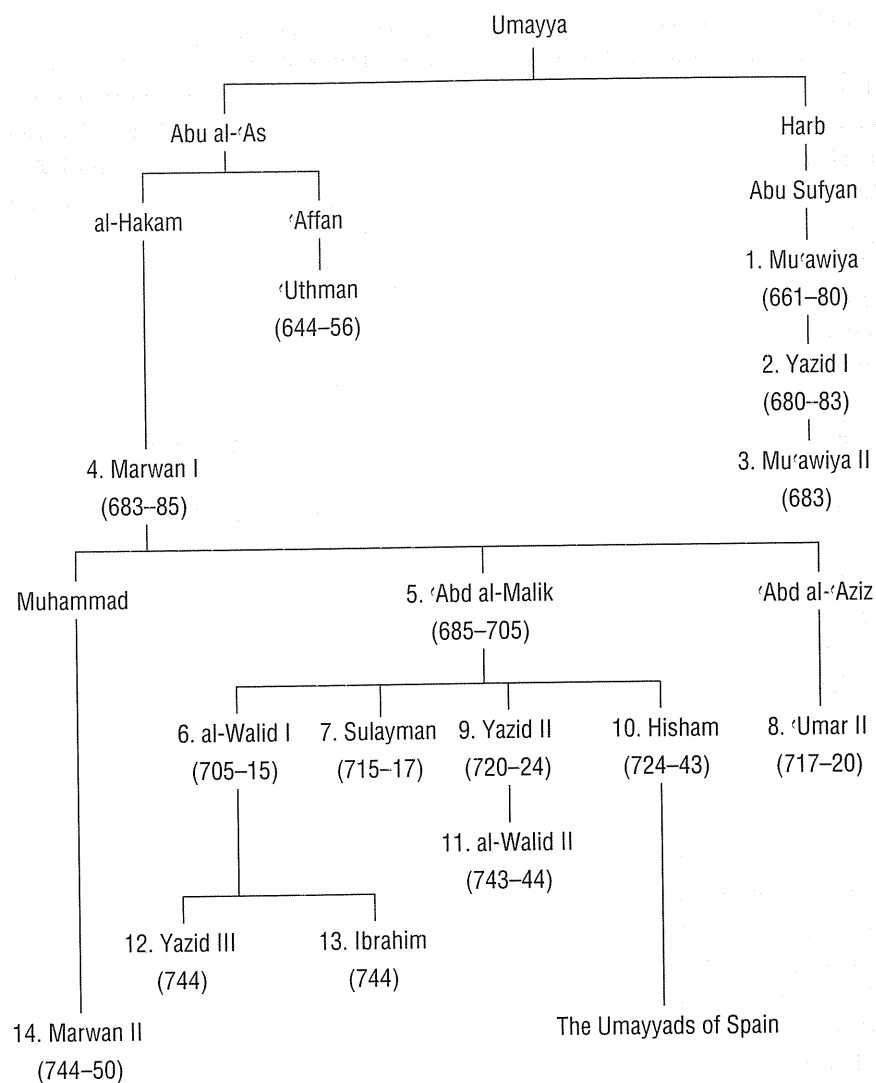 Umayya
Abu al-ʿAs
Harb
al-Hakam
ʿAffan
Abu Sufyan
ʿUthman
(644–56)
1. Muʿawiya
(661–80)
2. Yazid I
(680–83)
3. Muʿawiya II
(683)
4. Marwan I
(683–85)
Muhammad
5. ʿAbd al-Malik
(685–705)
ʿAbd al-ʿAziz
6. al-Walid I
(705–15)
7. Sulayman
(715–17)
9. Yazid II
(720–24)
10. Hisham
(724–43)
8. ʿUmar II
(717–20)
11. al-Walid II
(743–44)
12. Yazid III
(744)
13. Ibrahim
(744)
14. Marwan II
(744–50)
The Umayyads of Spain